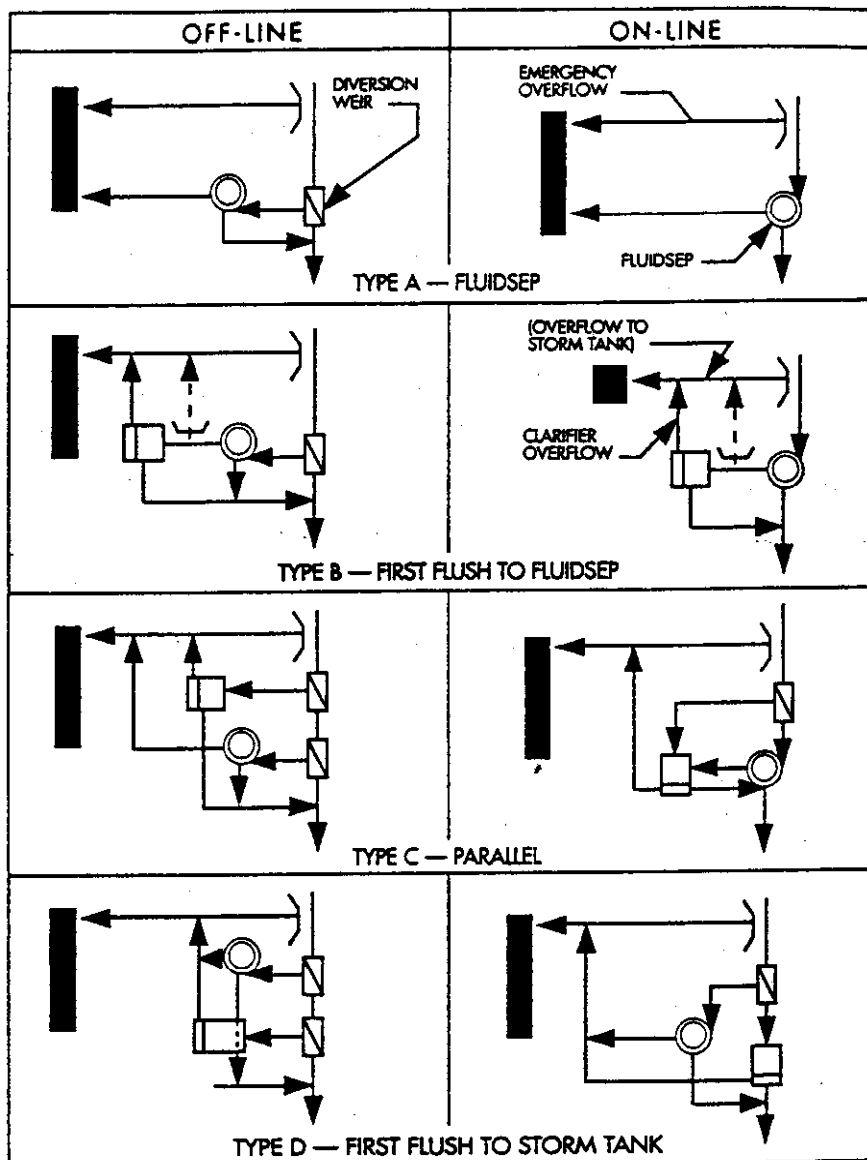 OFF-LINE
ON-LINE
DIVERSION
WEIR
EMERGENCY
OVERFLOW
FLUIDSEP
TYPE A — FLUIDSEP
(OVERFLOW TO
STORM TANK)
CLARIFIER
OVERFLOW
TYPE B — FIRST FLUSH TO FLUIDSEP
TYPE C — PARALLEL
TYPE D — FIRST FLUSH TO STORM TANK